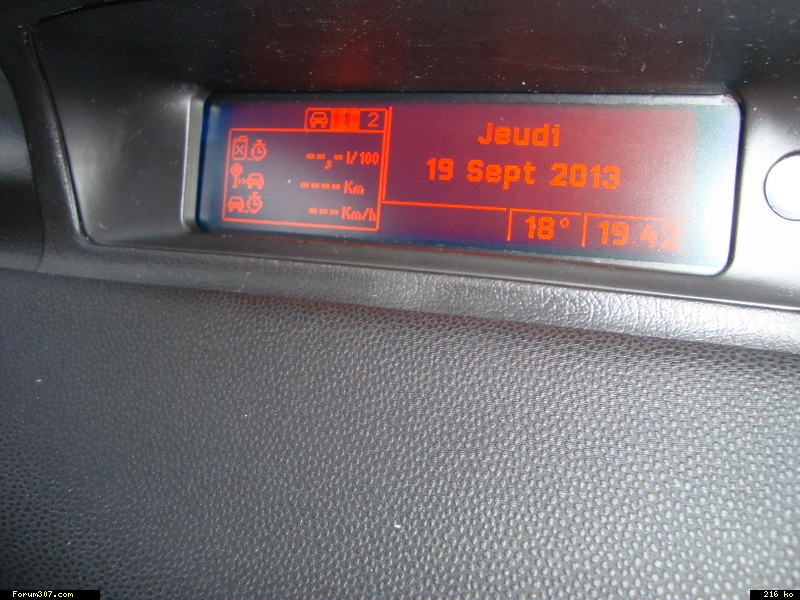 1 2
--,- l/100
---- Km
--- Km/h
Jeudi
19 Sept 2013
18° 19:42
Forum307.com
216 ko